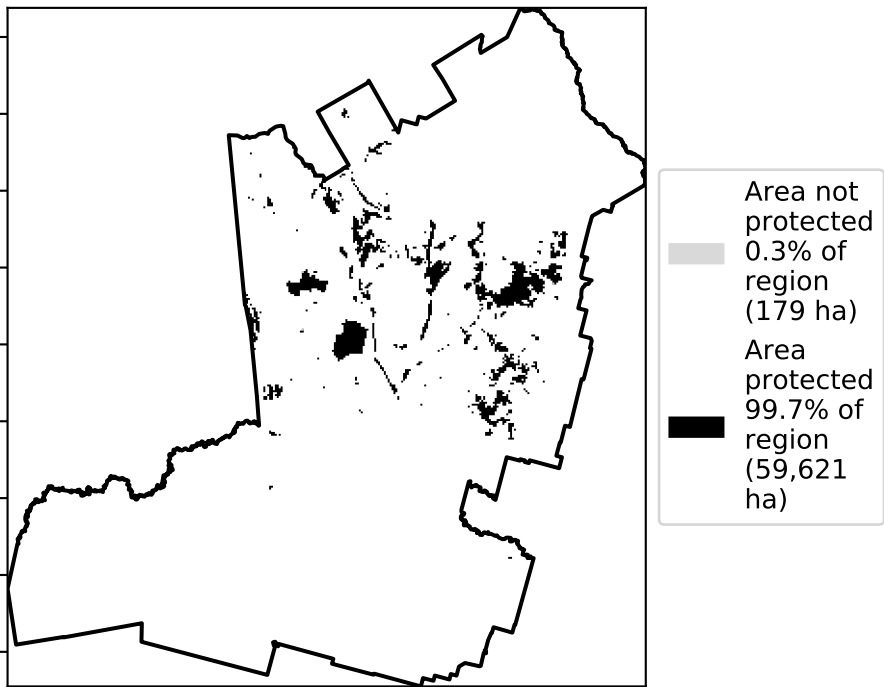 Area not
protected
0.3% of
region
(179 ha)
Area
protected
99.7% of
region
(59,621
ha)